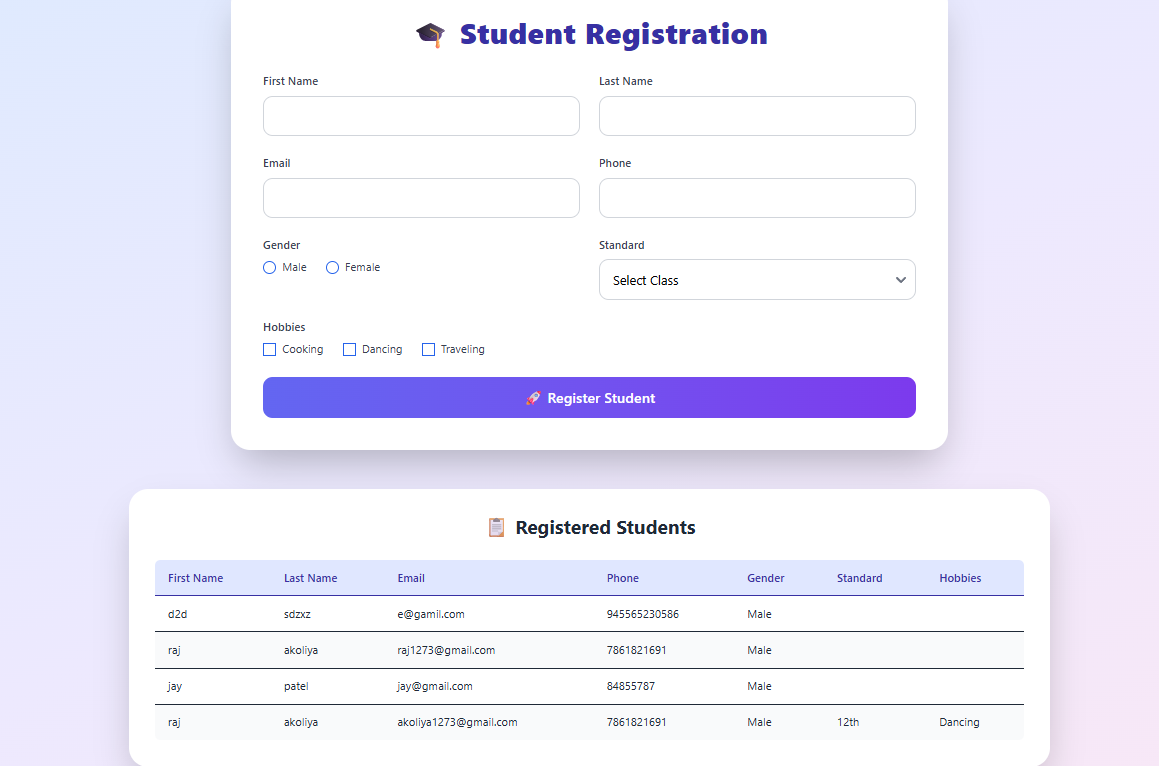 🎓 Student Registration
First Name Last Name
Email Phone
Gender Standard
Male Female
Select Class
Hobbies
Cooking Dancing Traveling
🚀 Register Student
📋 Registered Students
First Name Last Name Email Phone Gender Standard Hobbies
d2d sdzxz e@gamil.com 945565230586 Male
raj akoliya raj1273@gmail.com 7861821691 Male
jay patel jay@gmail.com 84855787 Male
raj akoliya akoliya1273@gmail.com 7861821691 Male 12th Dancing